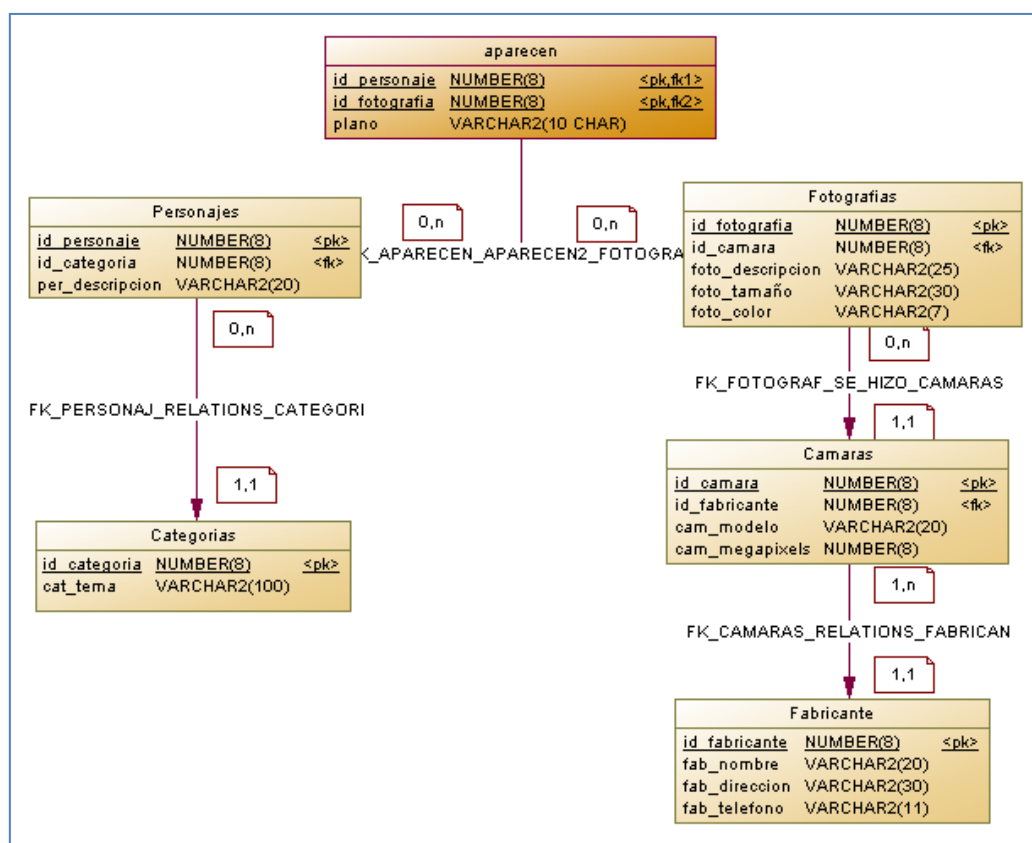 aparecen
id_personaje NUMBER(8) <pk,fk1>
id_fotografia NUMBER(8) <pk,fk2>
plano VARCHAR2(10 CHAR)
Personajes
id_personaje NUMBER(8) <pk>
id_categoria NUMBER(8) <fk>
per_descripcion VARCHAR2(20)
0,n
0,n
K_APARECEN_APARECEN2_FOTOGRA
Fotografias
id_fotografia NUMBER(8) <pk>
id_camara NUMBER(8) <fk>
foto_descripcion VARCHAR2(25)
foto_tamaño VARCHAR2(30)
foto_color VARCHAR2(7)
0,n
FK_PERSONAJ_RELATIONS_CATEGORI
1,1
0,n
FK_FOTOGRAF_SE_HIZO_CAMARAS
1,1
Categorias
id_categoria NUMBER(8) <pk>
cat_tema VARCHAR2(100)
Camaras
id_camara NUMBER(8) <pk>
id_fabricante NUMBER(8) <fk>
cam_modelo VARCHAR2(20)
cam_megapixels NUMBER(8)
1,n
FK_CAMARAS_RELATIONS_FABRICAN
1,1
Fabricante
id_fabricante NUMBER(8) <pk>
fab_nombre VARCHAR2(20)
fab_direccion VARCHAR2(30)
fab_telefono VARCHAR2(11)